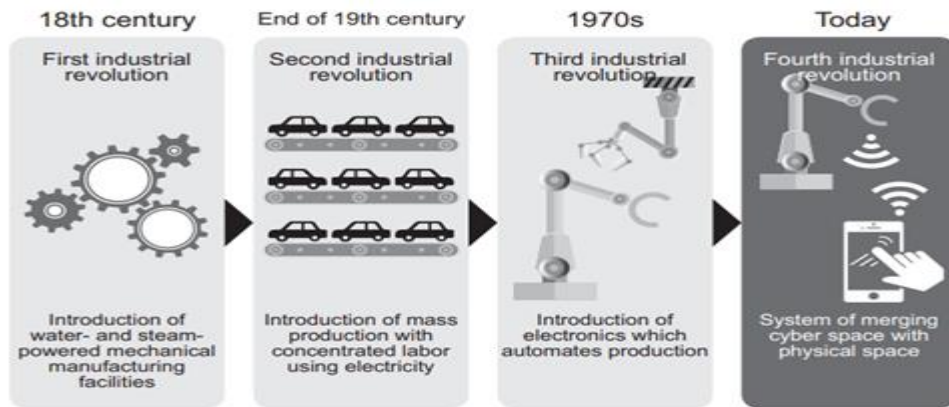 18th century
First industrial
revolution
Introduction of
water- and steam-
powered mechanical
manufacturing
facilities
End of 19th century
Second industrial
revolution
Introduction of mass
production with
concentrated labor
using electricity
1970s
Third industrial
revolution
Introduction of
electronics which
automates production
Today
Fourth industrial
revolution
System of merging
cyber space with
physical space